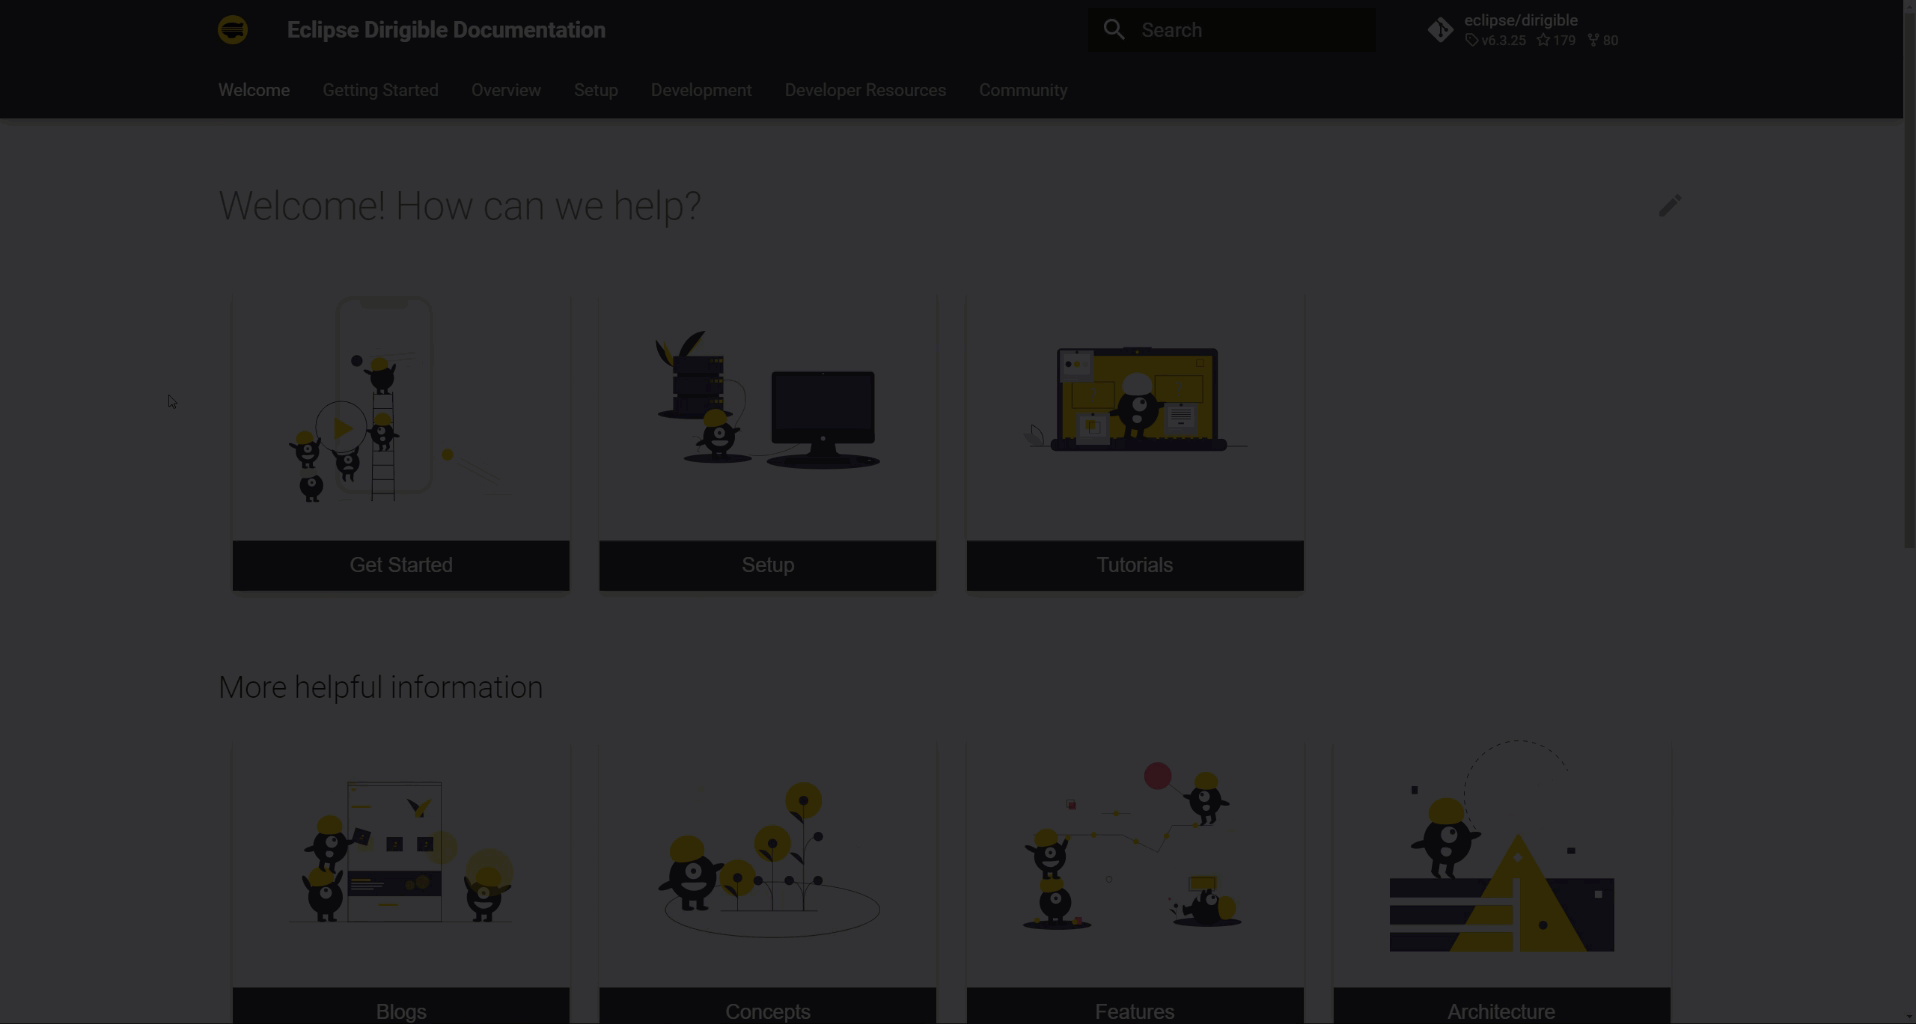 Eclipse Dirigible Documentation
Search
eclipse/dirigible
v6.3.25 179 80
Welcome Getting Started Overview Setup Development Developer Resources Community
Welcome! How can we help?
Get Started Setup Tutorials
More helpful information
Blogs Concepts Features Architecture